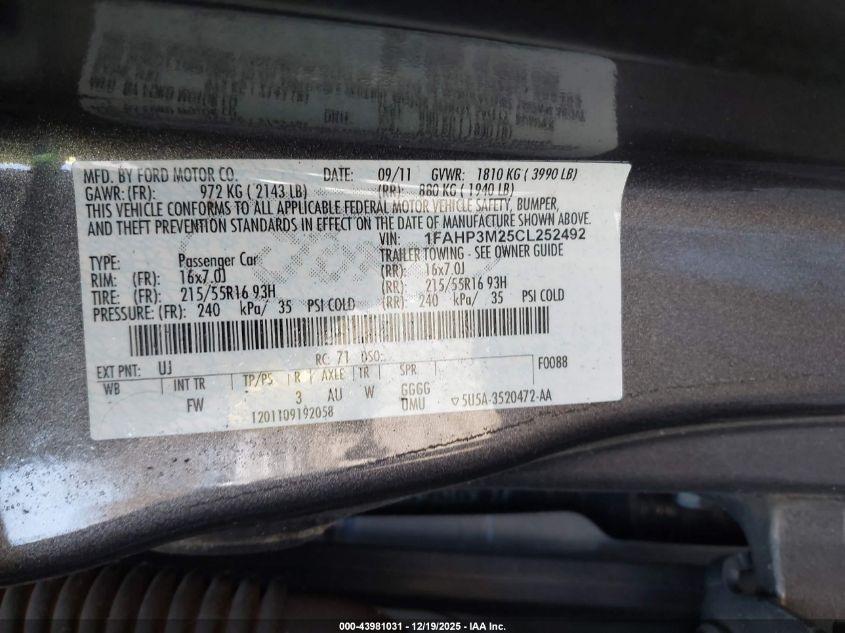 MFD. BY FORD MOTOR CO. DATE: 09/11 GVWR: 1810 KG ( 3990 LB)
GAWR: (FR): 972 KG ( 2143 LB) (RR): 880 KG ( 1940 LB)
THIS VEHICLE CONFORMS TO ALL APPLICABLE FEDERAL MOTOR VEHICLE SAFETY, BUMPER,
AND THEFT PREVENTION STANDARDS IN EFFECT ON THE DATE OF MANUFACTURE SHOWN ABOVE.
VIN: 1FAHP3M25CL252492
TYPE: Passenger Car TRAILER TOWING - SEE OWNER GUIDE
RIM: (FR): 16x7.0J (RR): 16x7.0J
TIRE: (FR): 215/55R16 93H (RR): 215/55R16 93H
PRESSURE: (FR): 240 kPa/ 35 PSI COLD (RR): 240 kPa/ 35 PSI COLD
EXT PNT: UJ RC: 71 DSO: F0088
WB INT TR TP/PS R AXLE TR SPR
FW - 3 AU W GGGG
1201109192058 DMU ▽5U5A-3520472-AA
000-43981031 - 12/19/2025 - IAA Inc.